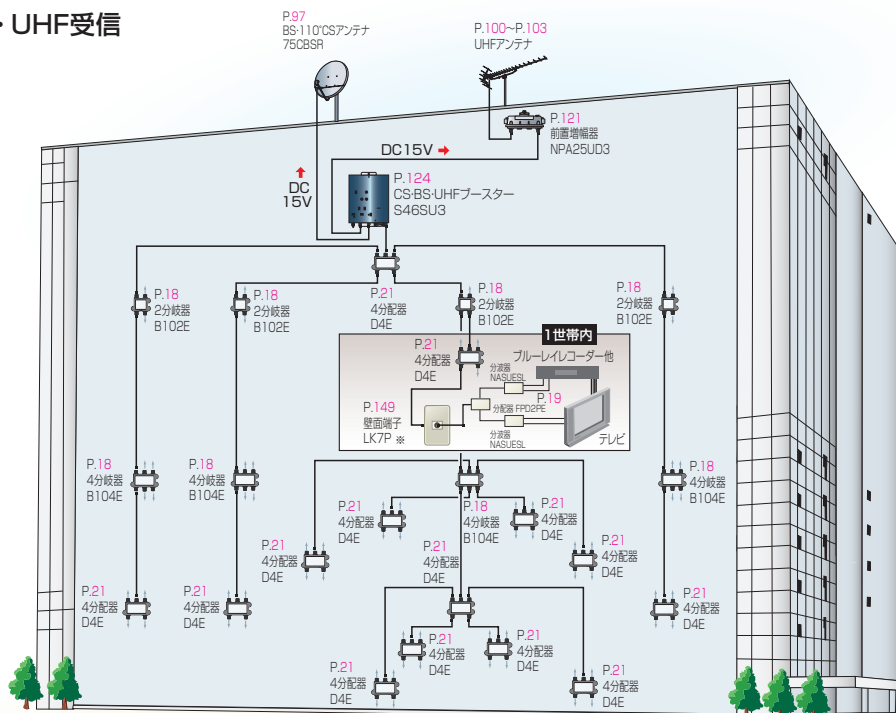 ・UHF受信
P.97
BS・110°CSアンテナ
75CBSR
P.100～P.103
UHFアンテナ
P.121
前置増幅器
NPA25UD3
DC15V
DC
15V
P.124
CS・BS・UHFブースター
S46SU3
P.18
2分岐器
B102E
P.18
2分岐器
B102E
P.21
4分配器
D4E
P.18
2分岐器
B102E
P.18
2分岐器
B102E
1世帯内
P.21
4分配器
D4E
ブルーレイレコーダー他
分波器
NASUESL
P.19
分配器 FPD2PE
P.149
壁面端子
LK7P ※
分波器
NASUESL
テレビ
P.18
4分岐器
B104E
P.18
4分岐器
B104E
P.18
4分岐器
B104E
P.18
4分岐器
B104E
P.21
4分配器
D4E
P.21
4分配器
D4E
P.21
4分配器
D4E
P.21
4分配器
D4E
P.21
4分配器
D4E
P.21
4分配器
D4E
P.21
4分配器
D4E
P.21
4分配器
D4E
P.21
4分配器
D4E
P.21
4分配器
D4E
P.21
4分配器
D4E
P.21
4分配器
D4E